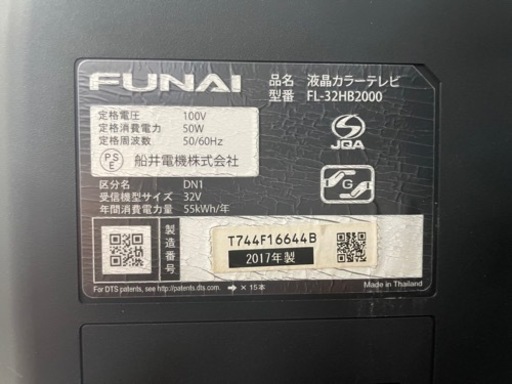 FUNAI
品名 液晶カラーテレビ
型番 FL-32HB2000
定格電圧 100V
定格消費電力 50W
定格周波数 50/60Hz
PSE 船井電機株式会社
JQA
G
区分名 DN1
受信機型サイズ 32V
年間消費電力量 55kWh/年
製造番号
T744F16644B
2017年製
For DTS patents, see http://patents.dts.com.
→ × 15本
Made in Thailand